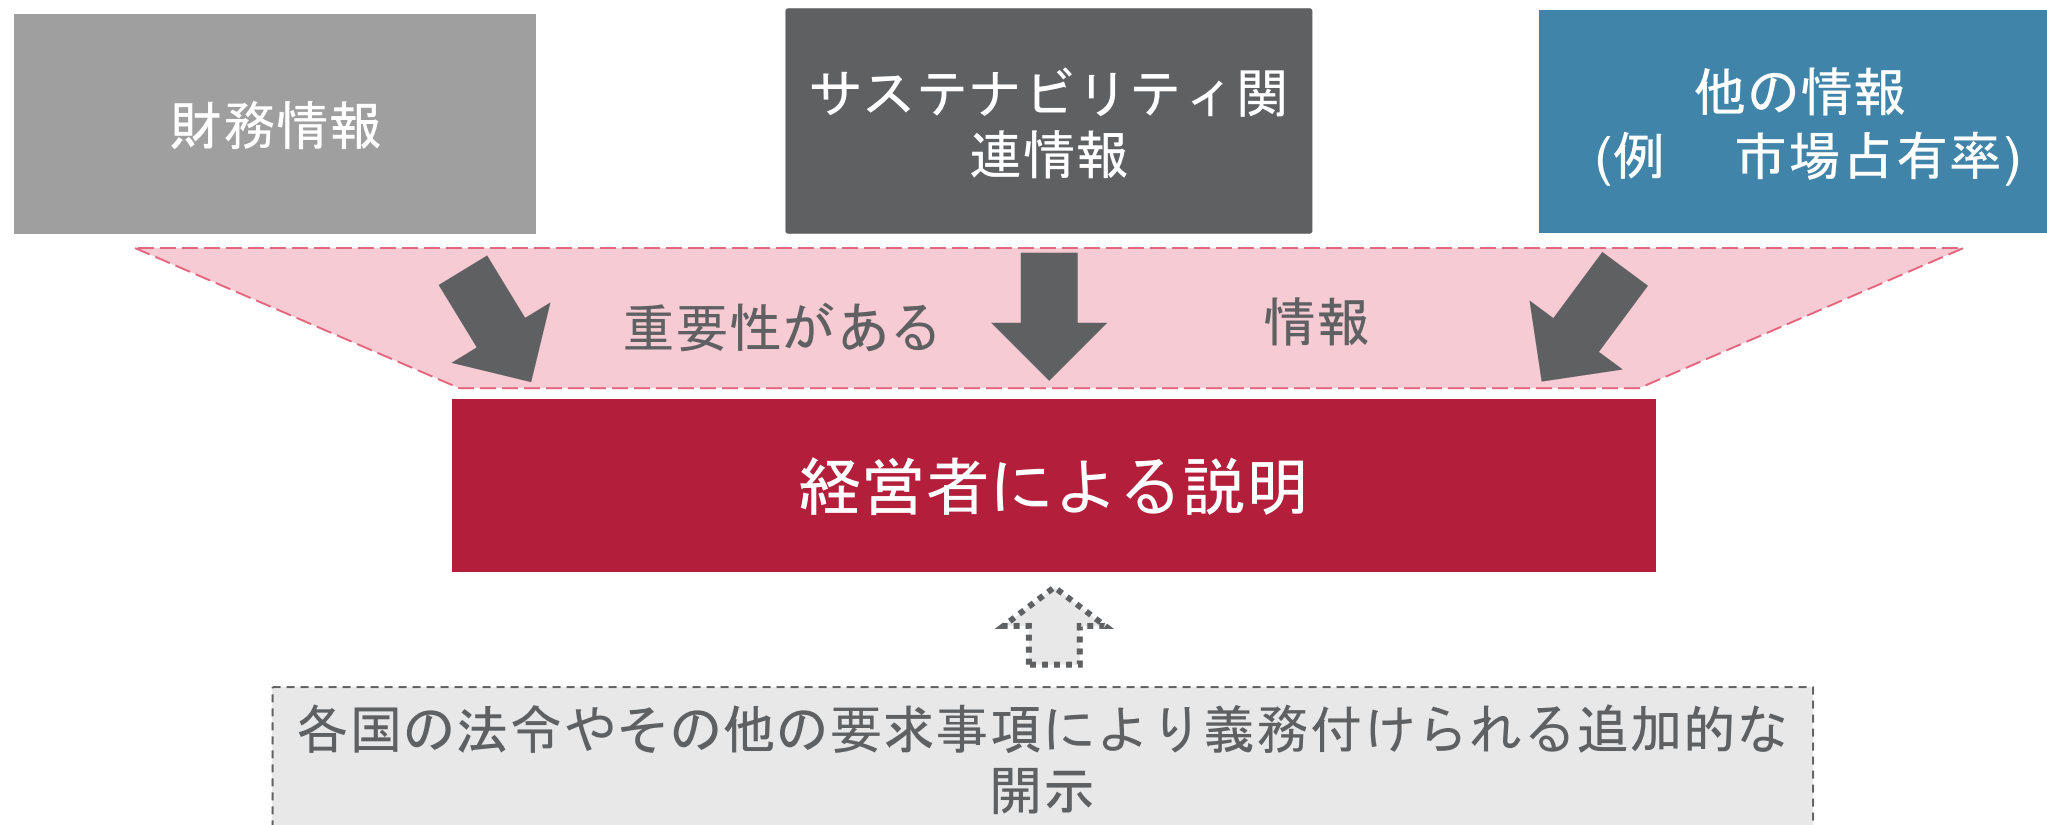 財務情報
サステナビリティ関
連情報
他の情報
(例　市場占有率)
重要性がある
情報
経営者による説明
各国の法令やその他の要求事項により義務付けられる追加的な
開示